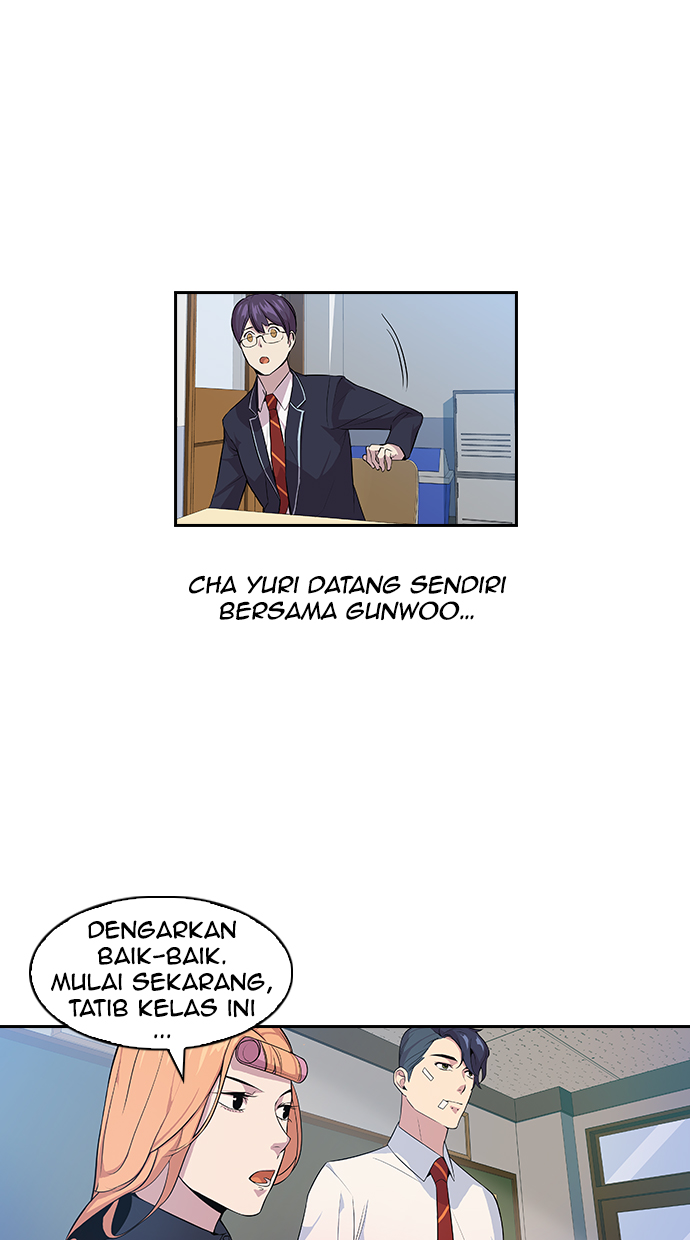 CHA YURI DATANG SENDIRI
BERSAMA GUNWOO...
DENGARKAN
BAIK-BAIK.
MULAI SEKARANG,
TATIB KELAS INI
...